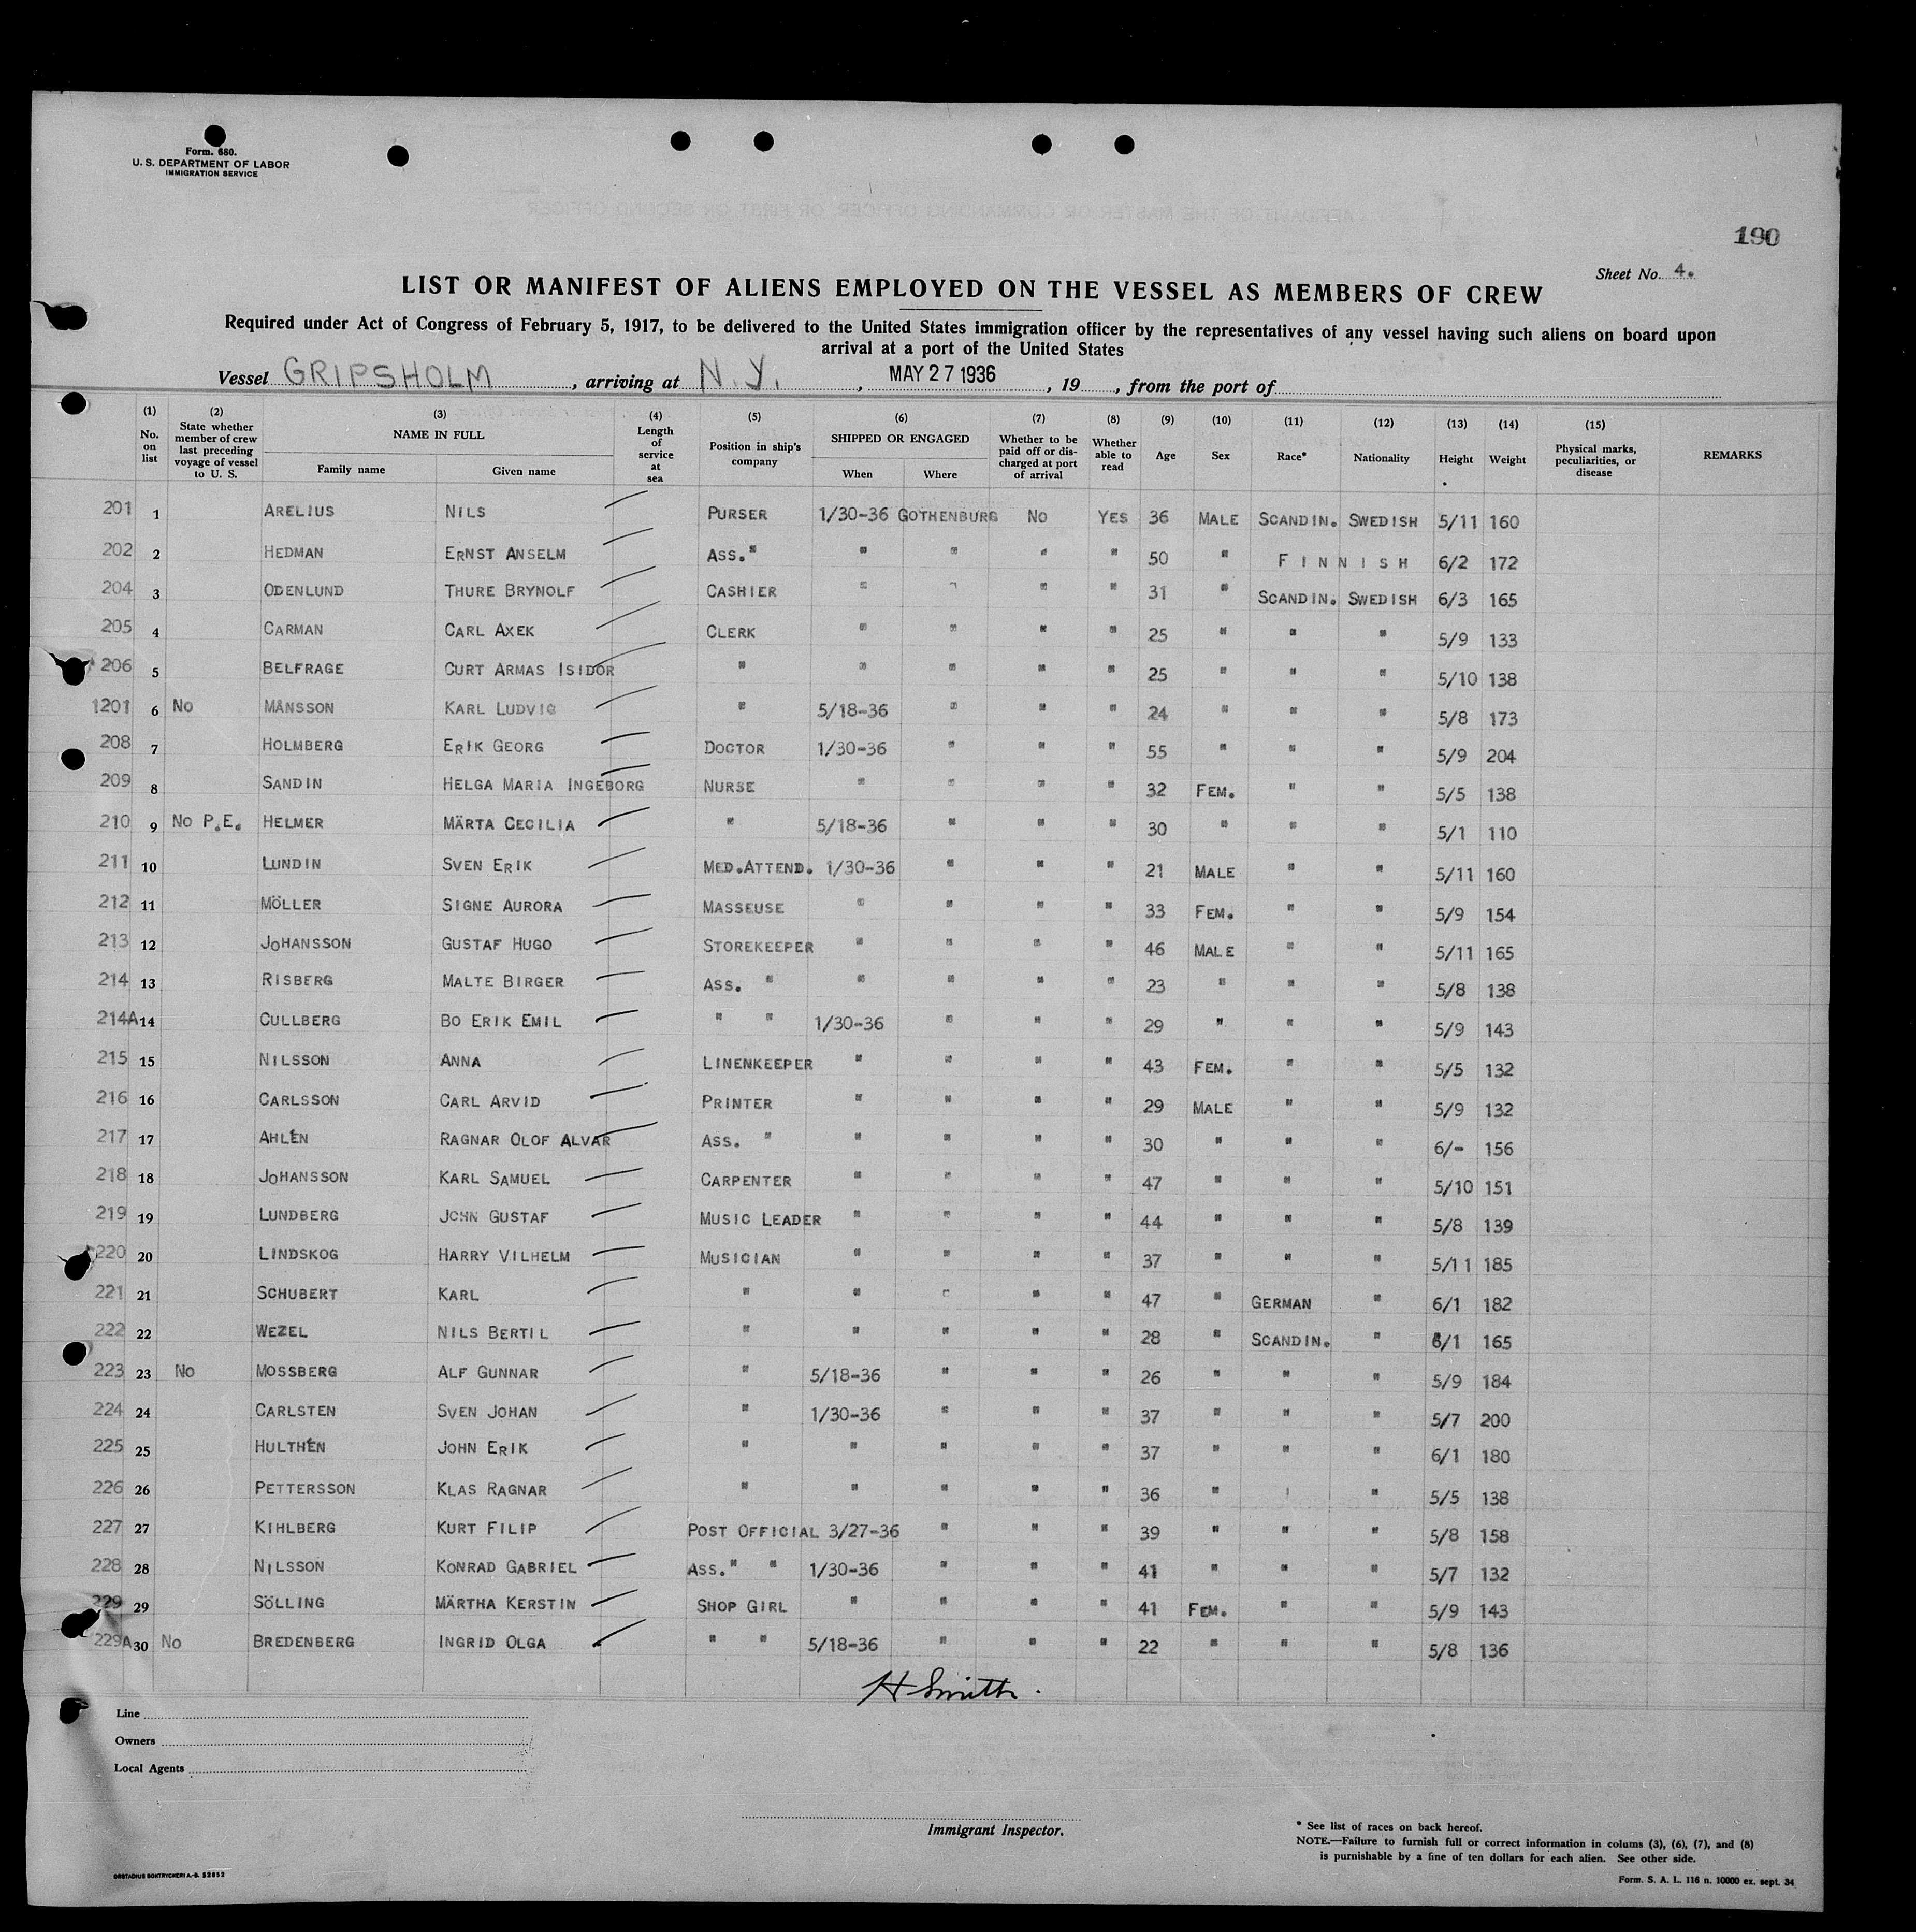 Form. 680.
U. S. DEPARTMENT OF LABOR
IMMIGRATION SERVICE
190
Sheet No. 4.
LIST OR MANIFEST OF ALIENS EMPLOYED ON THE VESSEL AS MEMBERS OF CREW
Required under Act of Congress of February 5, 1917, to be delivered to the United States immigration officer by the representatives of any vessel having such aliens on board upon
arrival at a port of the United States
Vessel GRIPSHOLM, arriving at N.Y., MAY 27 1936, 19, from the port of
(1) No. on list (2) State whether member of crew last preceding voyage of vessel to U. S. (3) NAME IN FULL Family name Given name (4) Length of service at sea (5) Position in ship's company (6) SHIPPED OR ENGAGED When Where (7) Whether to be paid off or discharged at port of arrival (8) Whether able to read (9) Age (10) Sex (11) Race* (12) Nationality (13) Height (14) Weight (15) Physical marks, peculiarities, or disease REMARKS
201 1 ARELIUS NILS PURSER 1/30-36 GOTHENBURG NO YES 36 MALE SCANDIN. SWEDISH 5/11 160
202 2 HEDMAN ERNST ANSELM ASS." " " " " 50 " FINNISH 6/2 172
204 3 ODENLUND THURE BRYNOLF CASHIER " " " " 31 " SCANDIN. SWEDISH 6/3 165
205 4 CARMAN CARL AXEK CLERK " " " " 25 " " " 5/9 133
206 5 BELFRAGE CURT ARMAS ISIDOR " " " " " 25 " " " 5/10 138
1201 6 No MÅNSSON KARL LUDVIG " 5/18-36 " " " 24 " " " 5/8 173
208 7 HOLMBERG ERIK GEORG DOCTOR 1/30-36 " " " 55 " " " 5/9 204
209 8 SANDIN HELGA MARIA INGEBORG NURSE " " " " 32 FEM. " " 5/5 138
210 9 No P.E. HELMER MÄRTA CECILIA " 5/18-36 " " " 30 " " " 5/1 110
211 10 LUNDIN SVEN ERIK MED.ATTEND. 1/30-36 " " " 21 MALE " " 5/11 160
212 11 MÖLLER SIGNE AURORA MASSEUSE " " " " 33 FEM. " " 5/9 154
213 12 JOHANSSON GUSTAF HUGO STOREKEEPER " " " " 46 MALE " " 5/11 165
214 13 RISBERG MALTE BIRGER ASS. " " " " " 23 " " " 5/8 138
214A 14 CULLBERG BO ERIK EMIL " " 1/30-36 " " " 29 " " " 5/9 143
215 15 NILSSON ANNA LINENKEEPER " " " " 43 FEM. " " 5/5 132
216 16 CARLSSON CARL ARVID PRINTER " " " " 29 MALE " " 5/9 132
217 17 AHLÉN RAGNAR OLOF ALVAR ASS. " " " " " 30 " " " 6/- 156
218 18 JOHANSSON KARL SAMUEL CARPENTER " " " " 47 " " " 5/10 151
219 19 LUNDBERG JOHN GUSTAF MUSIC LEADER " " " " 44 " " " 5/8 139
220 20 LINDSKOG HARRY VILHELM MUSICIAN " " " " 37 " " " 5/11 185
221 21 SCHUBERT KARL " " " " " 47 " GERMAN " 6/1 182
222 22 WEZEL NILS BERTIL " " " " " 28 " SCANDIN. " 6/1 165
223 23 No MOSSBERG ALF GUNNAR " 5/18-36 " " " 26 " " " 5/9 184
224 24 CARLSTEN SVEN JOHAN " 1/30-36 " " " 37 " " " 5/7 200
225 25 HULTHÉN JOHN ERIK " " " " " 37 " " " 6/1 180
226 26 PETTERSSON KLAS RAGNAR " " " " " 36 " " " 5/5 138
227 27 KIHLBERG KURT FILIP POST OFFICIAL 3/27-36 " " " 39 " " " 5/8 158
228 28 NILSSON KONRAD GABRIEL ASS." " 1/30-36 " " " 41 " " " 5/7 132
229 29 SÖLLING MÄRTHA KERSTIN SHOP GIRL " " " " 41 FEM. " " 5/9 143
229A 30 No BREDENBERG INGRID OLGA " " 5/18-36 " " " 22 " " " 5/8 136
H Smith.
Line
Owners
Local Agents
Immigrant Inspector.
* See list of races on back hereof.
NOTE.—Failure to furnish full or correct information in colums (3), (6), (7), and (8)
is purnishable by a fine of ten dollars for each alien. See other side.
OBSTADIUS BOKTRYCKERI A.-B. 52852
Form. S. A. L. 116 n. 10000 ex. sept. 34